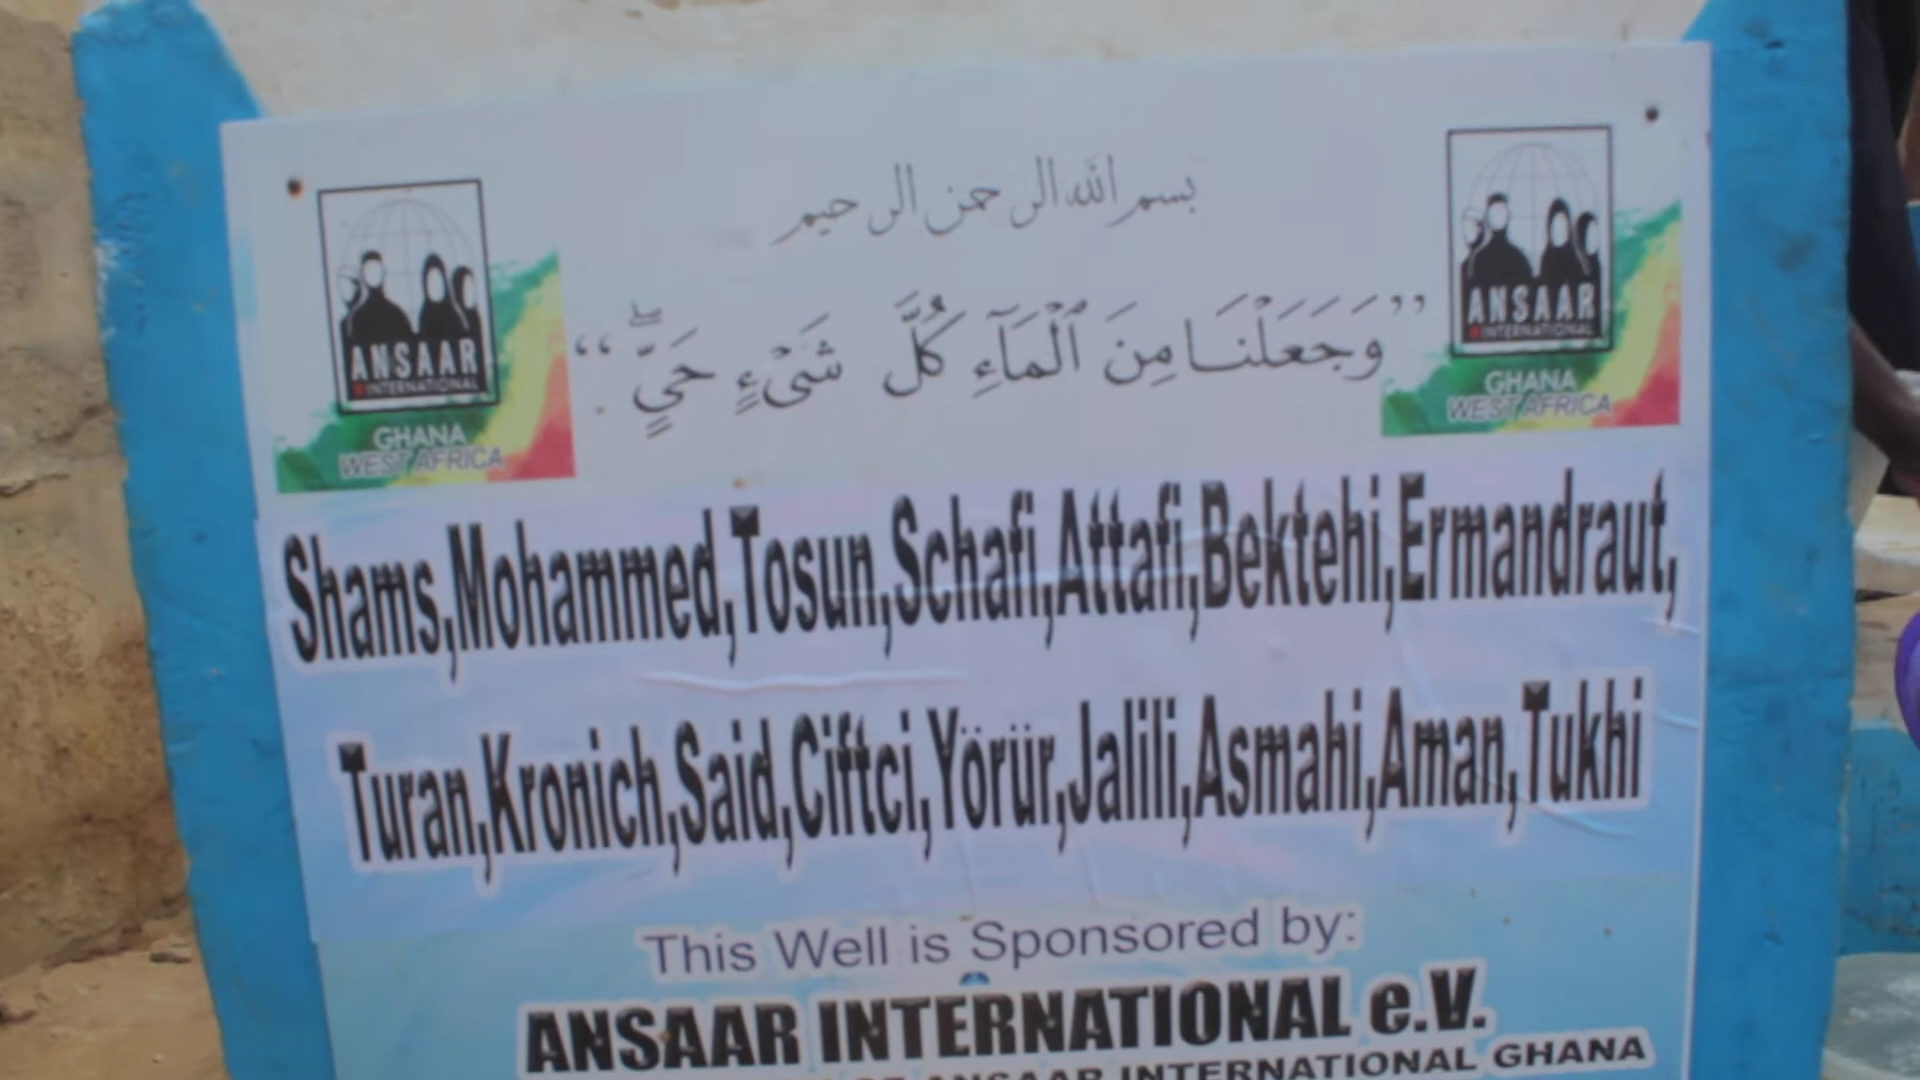 بسم الله الرحمن الرحيم
ANSAAR
INTERNATIONAL
GHANA
WEST AFRICA
”وَجَعَلْنَا مِنَ ٱلْمَآءِ كُلَّ شَىْءٍ حَىٍّ ۖ.“
ANSAAR
INTERNATIONAL
GHANA
WEST AFRICA
Shams,Mohammed,Tosun,Schafi,Attafi,Bektehi,Ermandraut,
Turan,Kronich,Said,Ciftci,Yörür,Jalili,Asmahi,Aman,Tukhi
This Well is Sponsored by:
ANSAAR INTERNATIONAL e.V.
ANSAAR INTERNATIONAL GHANA